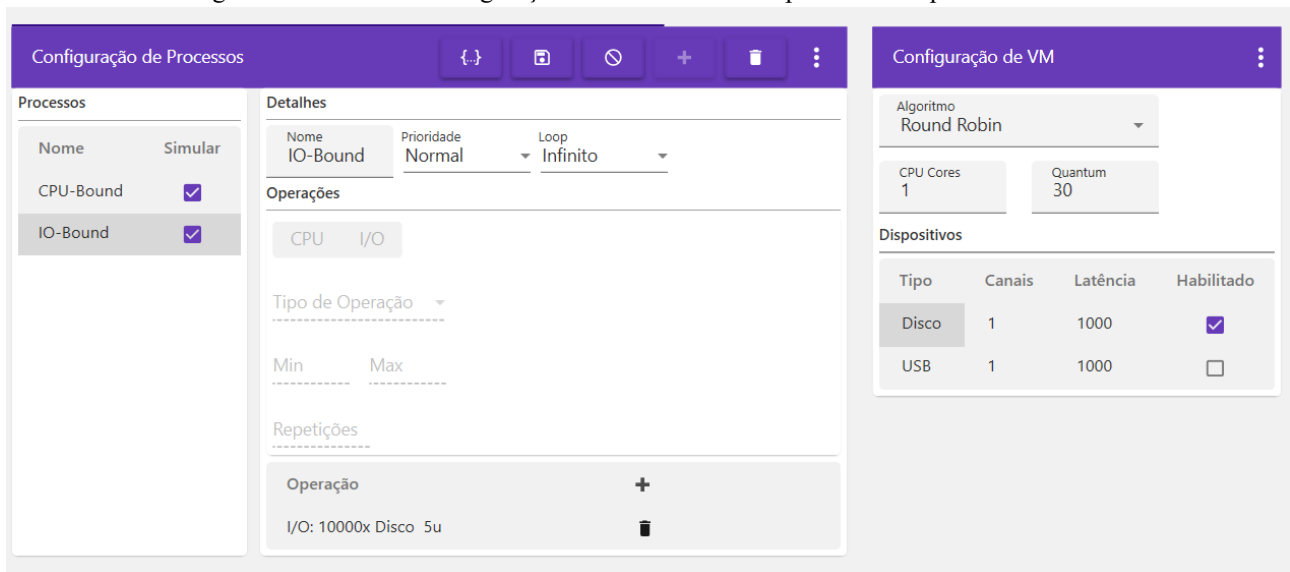 Configuração de Processos
{..}
Processos
Nome Simular
CPU-Bound
IO-Bound
Detalhes
Nome Prioridade Loop
IO-Bound Normal Infinito
Operações
CPU I/O
Tipo de Operação
Min Max
Repetições
Operação
I/O: 10000x Disco 5u
Configuração de VM
Algoritmo
Round Robin
CPU Cores Quantum
1 30
Dispositivos
Tipo Canais Latência Habilitado
Disco 1 1000
USB 1 1000